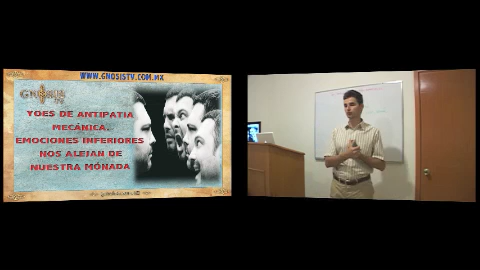 WWW.GNOSISTV.COM.MX
GNOSIS
TV
YOES DE ANTIPATIA
MECÁNICA.
EMOCIONES INFERIORES
NOS ALEJAN DE
NUESTRA MÓNADA